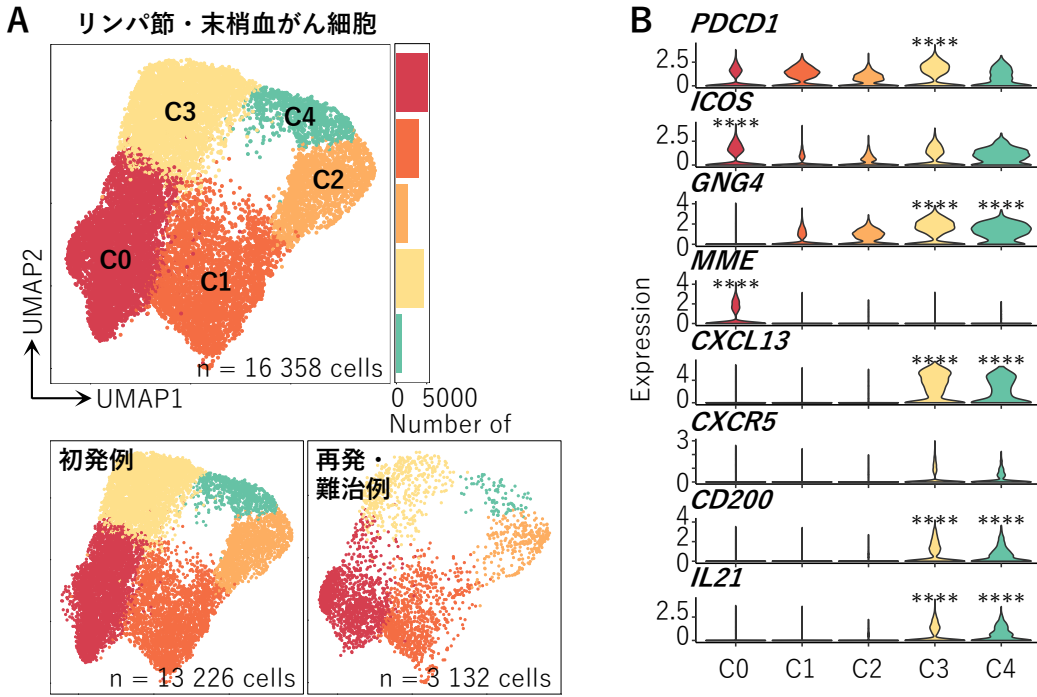 A
リンパ節・末梢血がん細胞
C3
C4
C2
C0
C1
n = 16 358 cells
UMAP2
UMAP1
0 5000
Number of
初発例
n = 13 226 cells
再発・
難治例
n = 3 132 cells
B
Expression
PDCD1
****
2.5
0
ICOS
****
2.5
0
GNG4
**** ****
4
2
0
MME
****
4
2
0
CXCL13
**** ****
4
0
CXCR5
3
0
CD200
**** ****
4
2
0
IL21
**** ****
2.5
0
C0 C1 C2 C3 C4